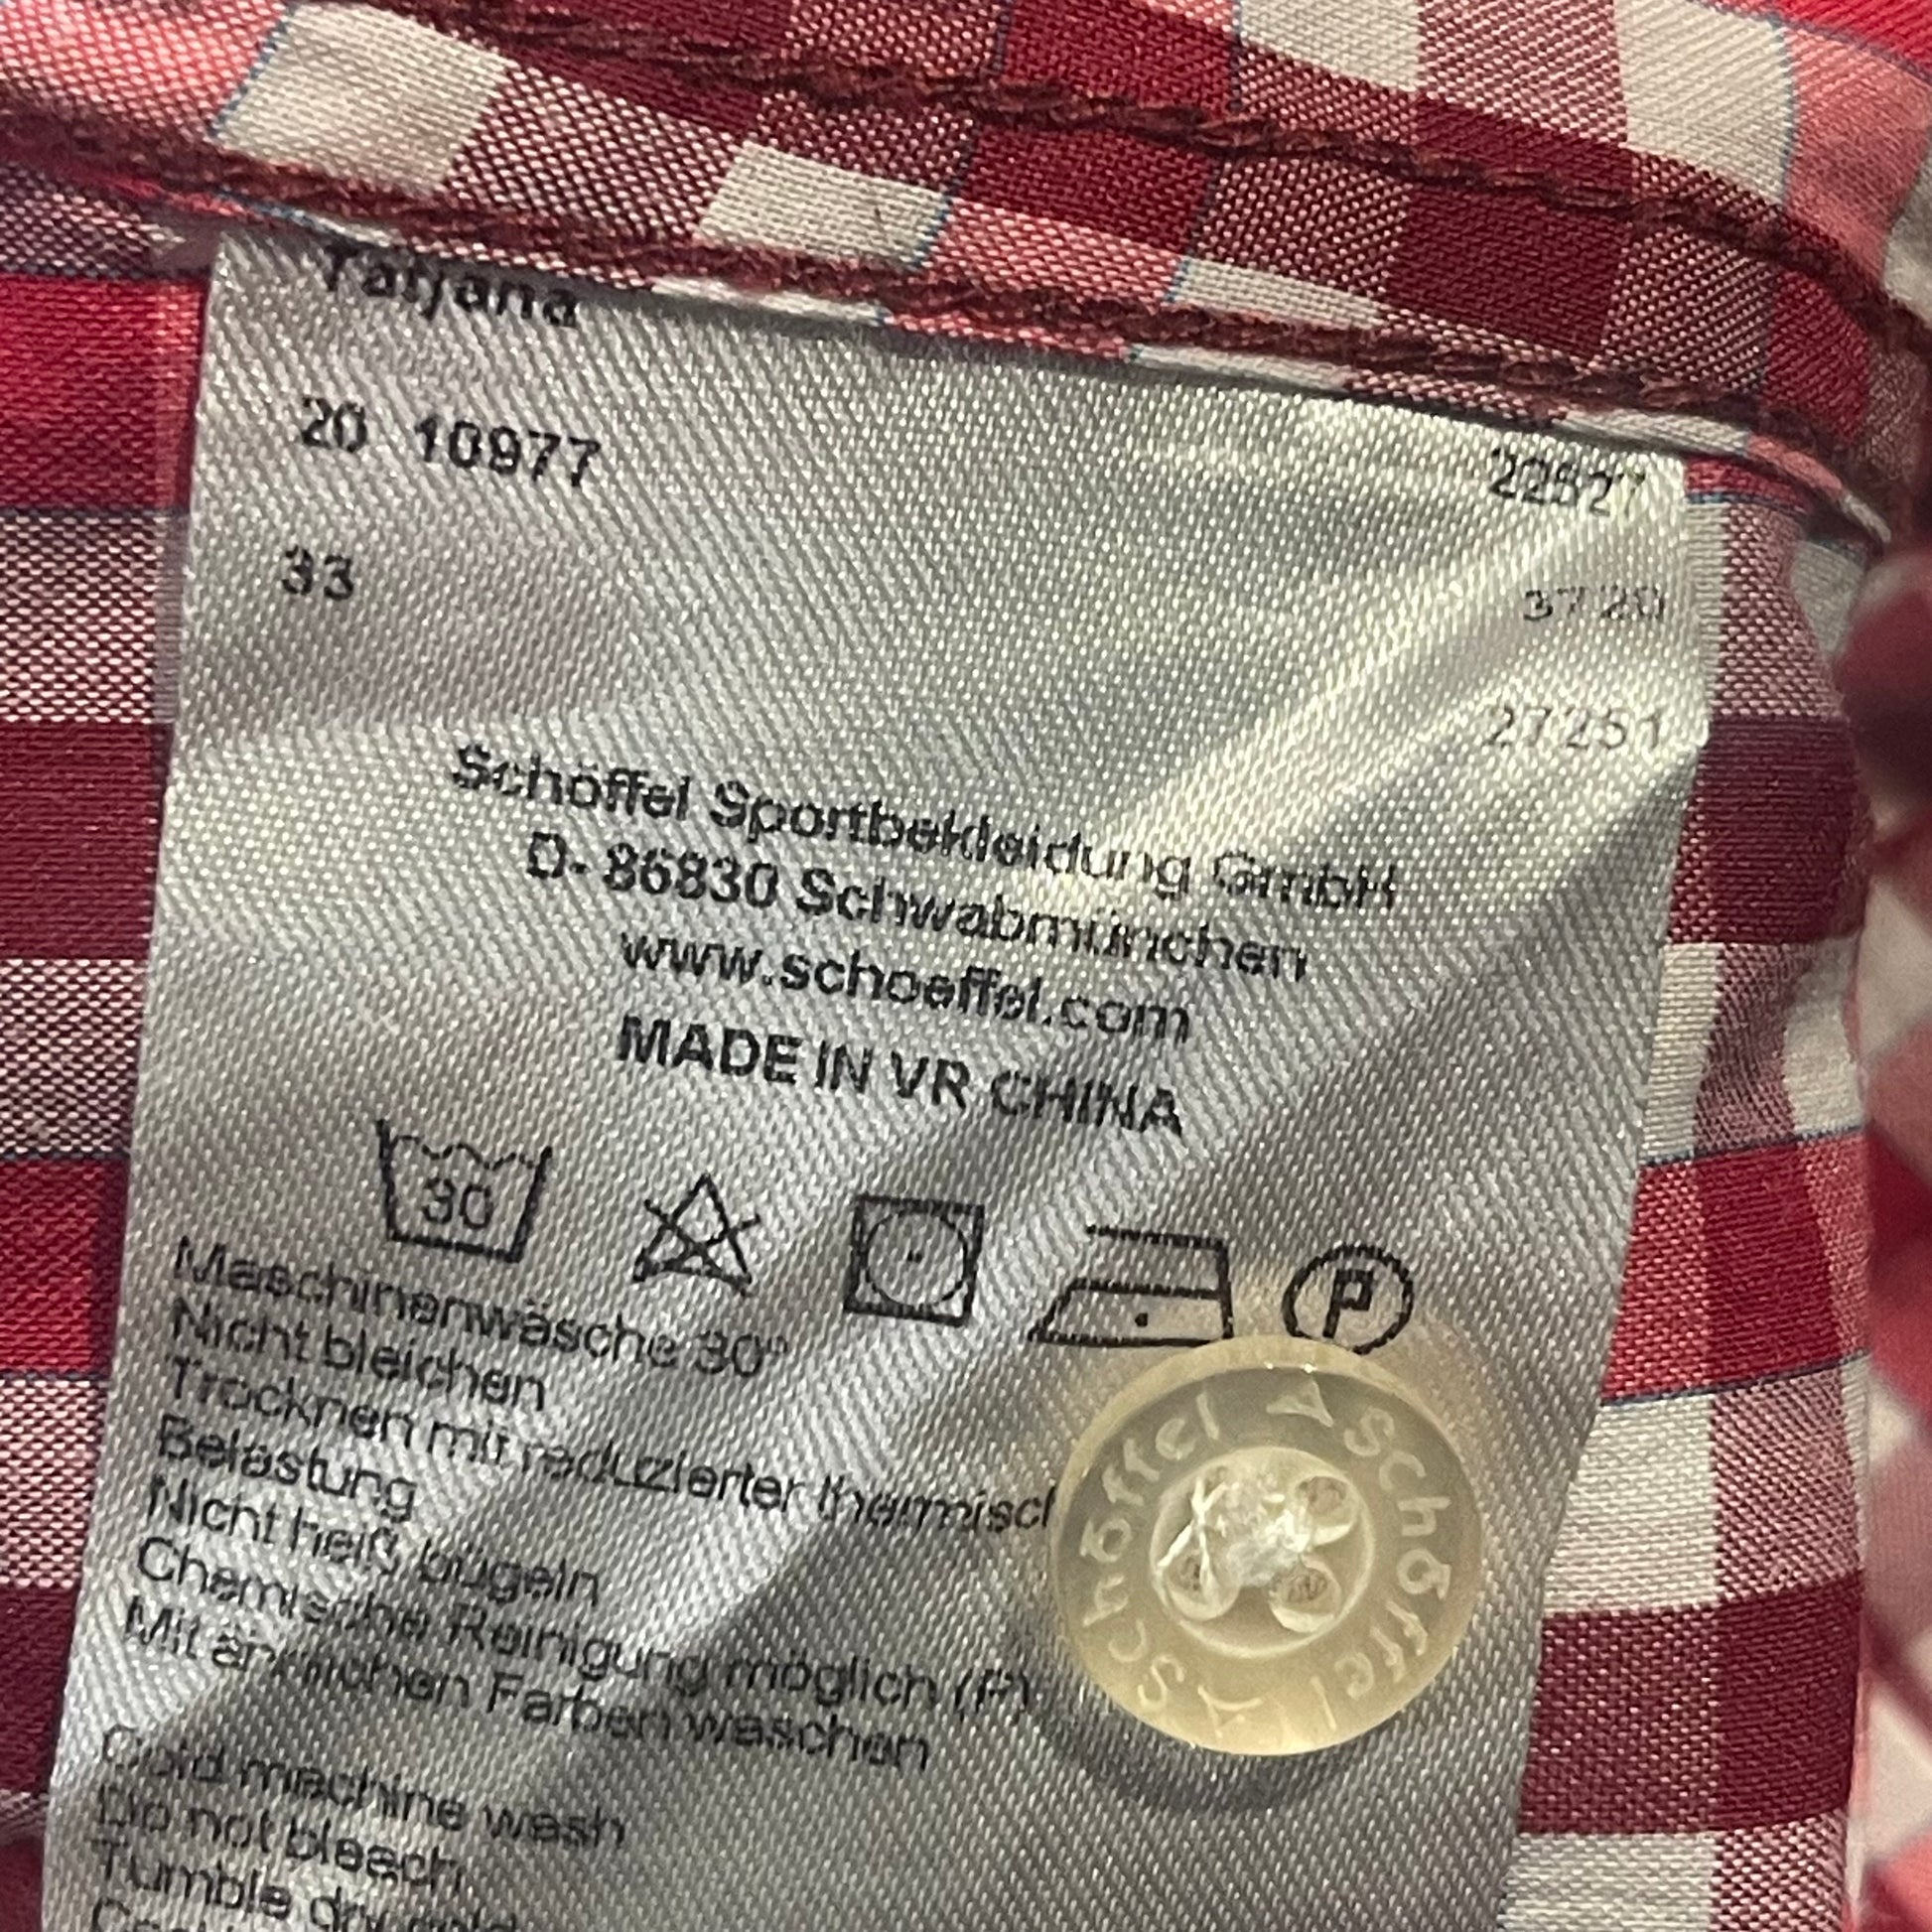 Tatjana
20 10977 22527
33 3720
27251
Schöffel Sportbekleidung GmbH
D- 86830 Schwabmünchen
www.schoeffel.com
MADE IN VR CHINA
30 P
Maschinenwäsche 30°
Nicht bleichen
Trocknen mit reduzierter thermisch
Belastung
Nicht heiß bügeln
Chemische Reinigung möglich (P)
Mit ähnlichen Farben waschen
Cold machine wash
Do not bleach
Tumble dry
Schöffel Schöffel Schöffel